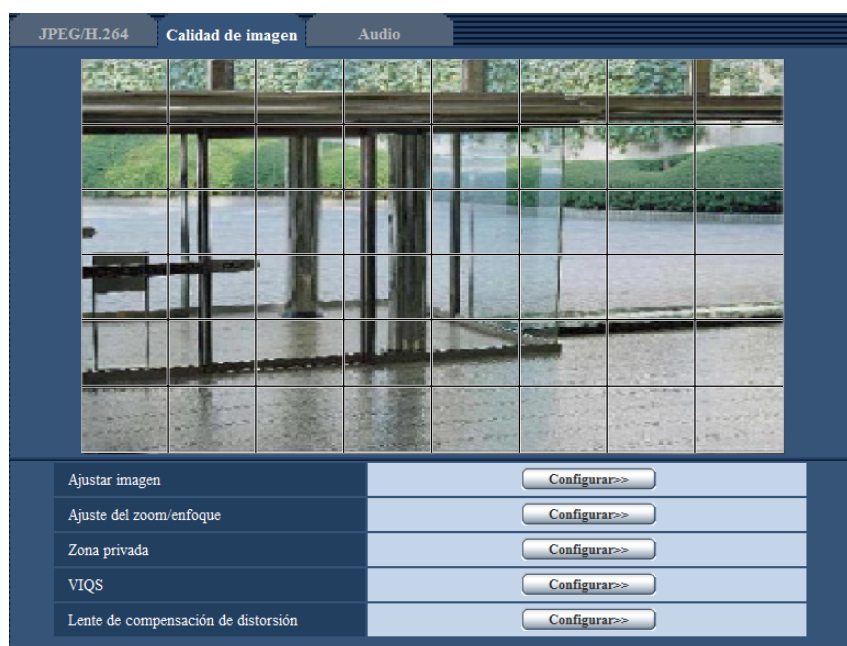 JPEG/H.264 Calidad de imagen Audio
Ajustar imagen Configurar>>
Ajuste del zoom/enfoque Configurar>>
Zona privada Configurar>>
VIQS Configurar>>
Lente de compensación de distorsión Configurar>>